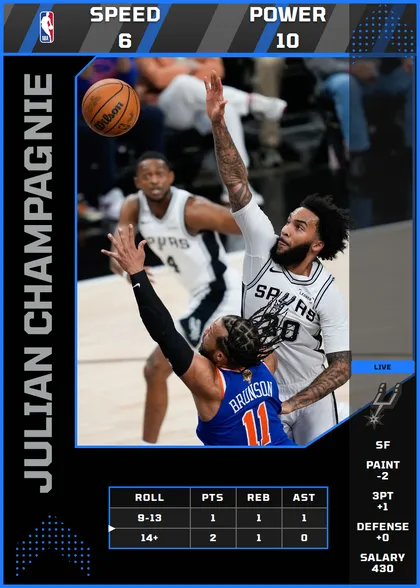 NBA
SPEED
6
POWER
10
JULIAN CHAMPAGNIE
Wilson
SPURS
4
SPURS
30
BRUNSON
11
LIVE
SF
PAINT
-2
3PT
+1
DEFENSE
+0
SALARY
430
ROLL PTS REB AST
9-13 1 1 1
14+ 2 1 0